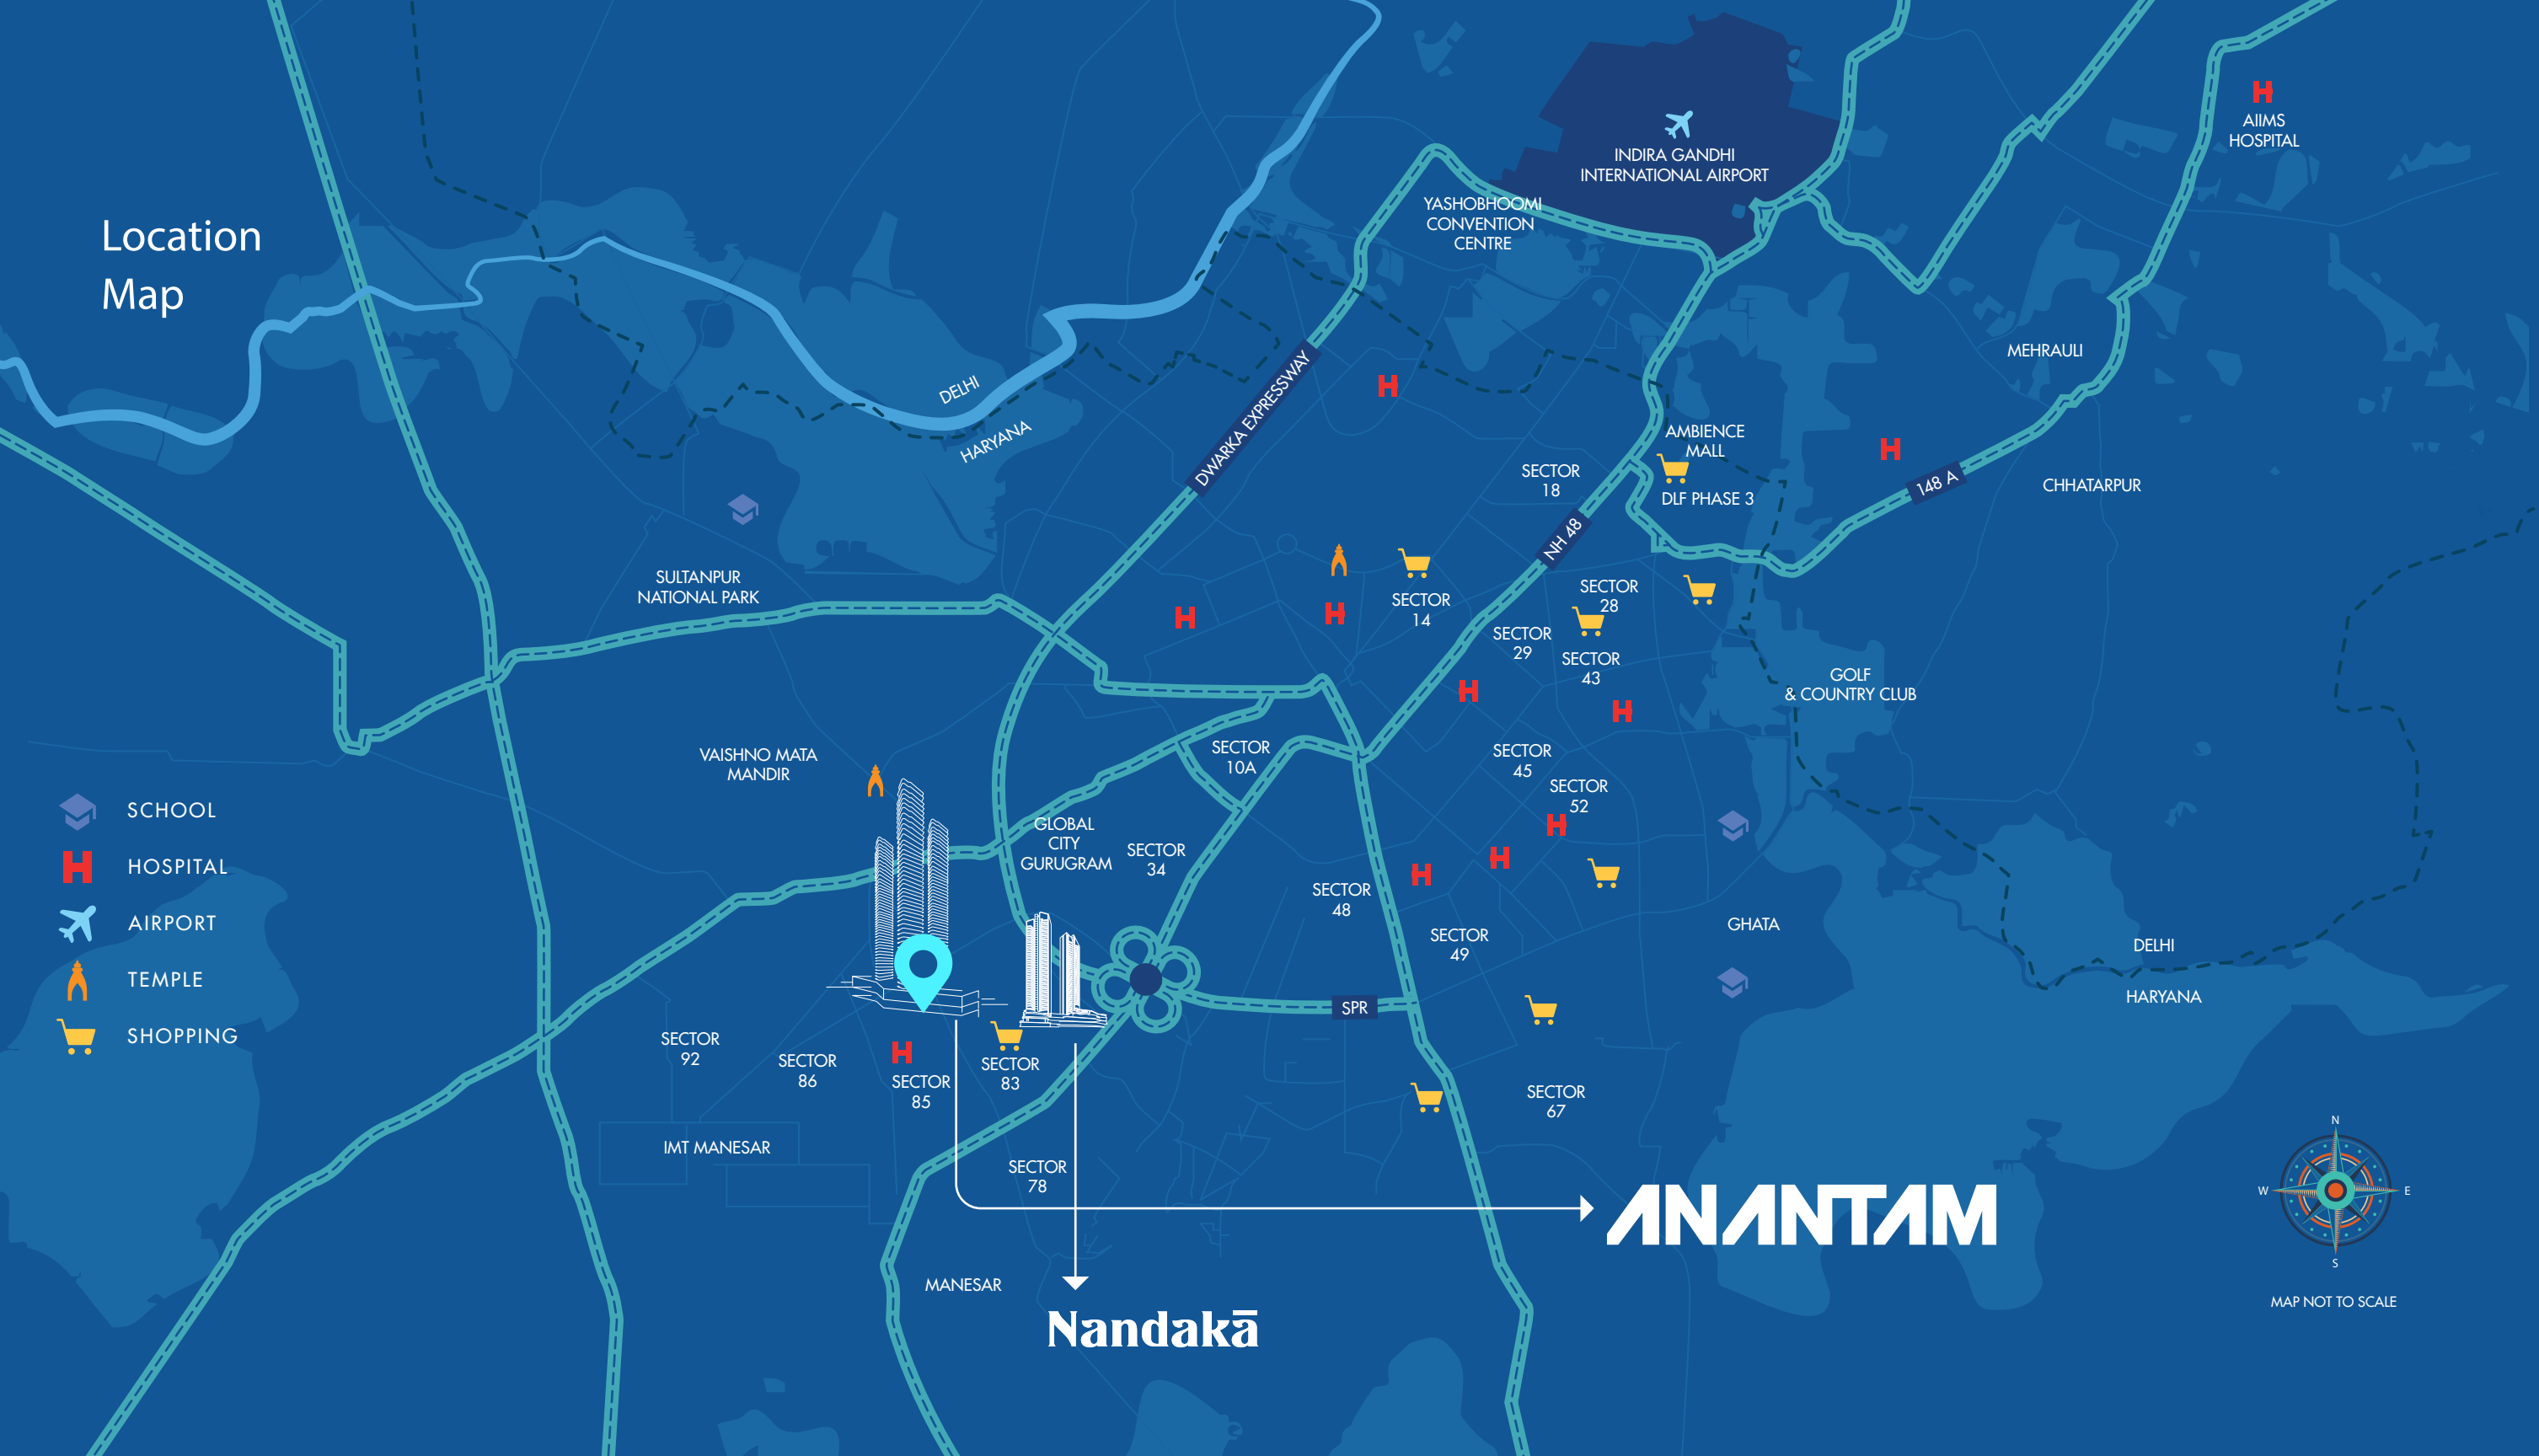 Location
Map
INDIRA GANDHI
INTERNATIONAL AIRPORT
AIIMS
HOSPITAL
YASHOBHOOMI
CONVENTION
CENTRE
DELHI
HARYANA
DWARKA EXPRESSWAY
MEHRAULI
AMBIENCE
MALL
DLF PHASE 3
148 A
CHHATARPUR
SECTOR
18
NH 48
SULTANPUR
NATIONAL PARK
SECTOR
14
SECTOR
28
SECTOR
29
SECTOR
43
GOLF
& COUNTRY CLUB
VAISHNO MATA
MANDIR
SECTOR
10A
SECTOR
45
SECTOR
52
GLOBAL
CITY
GURUGRAM
SECTOR
34
SECTOR
48
SECTOR
49
GHATA
DELHI
HARYANA
SCHOOL
HOSPITAL
AIRPORT
TEMPLE
SHOPPING
SPR
SECTOR
92
SECTOR
86
SECTOR
85
SECTOR
83
SECTOR
67
IMT MANESAR
SECTOR
78
MANESAR
ANANTAM
Nandakā
N
W
E
S
MAP NOT TO SCALE